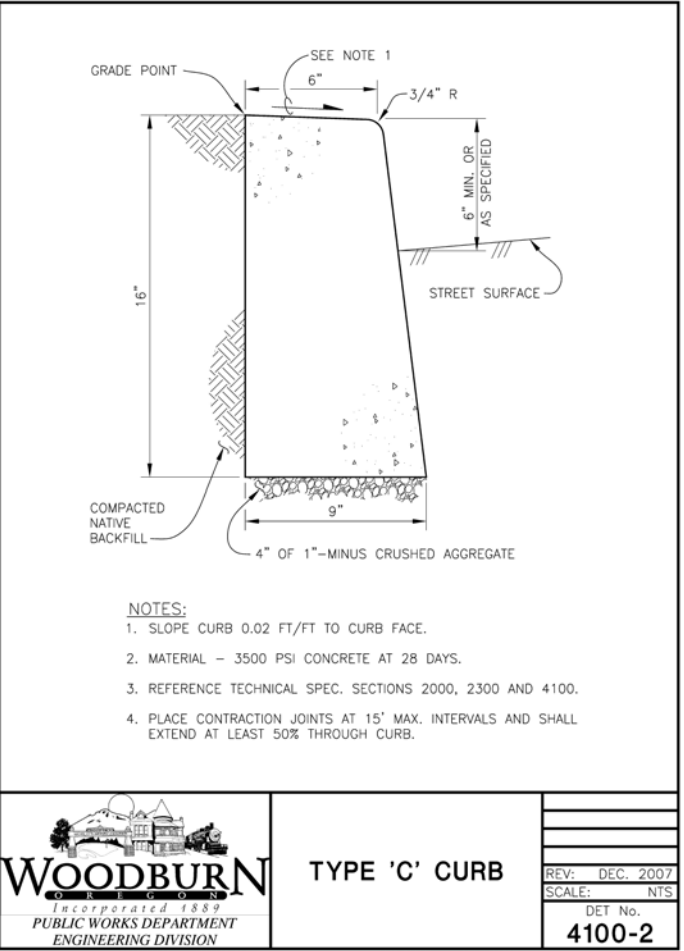 SEE NOTE 1
GRADE POINT
6"
3/4" R
6" MIN. OR
AS SPECIFIED
16"
STREET SURFACE
COMPACTED
NATIVE
BACKFILL
9"
4" OF 1"-MINUS CRUSHED AGGREGATE
NOTES:
1. SLOPE CURB 0.02 FT/FT TO CURB FACE.
2. MATERIAL – 3500 PSI CONCRETE AT 28 DAYS.
3. REFERENCE TECHNICAL SPEC. SECTIONS 2000, 2300 AND 4100.
4. PLACE CONTRACTION JOINTS AT 15' MAX. INTERVALS AND SHALL
EXTEND AT LEAST 50% THROUGH CURB.
WOODBURN
OREGON
Incorporated 1889
PUBLIC WORKS DEPARTMENT
ENGINEERING DIVISION
TYPE 'C' CURB
REV: DEC. 2007
SCALE: NTS
DET No.
4100-2